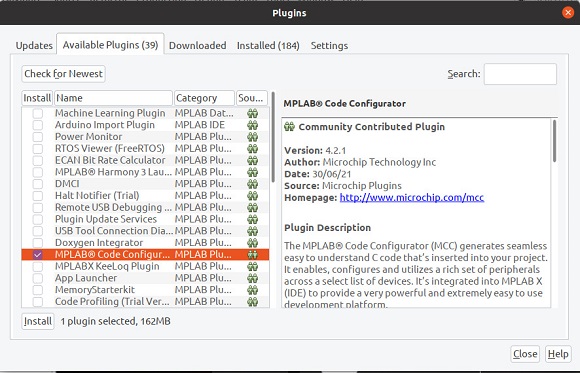 Plugins
Updates
Available Plugins (39)
Downloaded
Installed (184)
Settings
Check for Newest
Search:
Install Name Category Sou...
Machine Learning Plugin MPLAB Dat...
Arduino Import Plugin MPLAB IDE
Power Monitor MPLAB Plu...
RTOS Viewer (FreeRTOS) MPLAB Plu...
ECAN Bit Rate Calculator MPLAB Plu...
MPLAB® Harmony 3 Lau... MPLAB Plu...
DMCI MPLAB Plu...
Halt Notifier (Trial) MPLAB Plu...
Remote USB Debugging ... MPLAB Plu...
Plugin Update Services MPLAB Plu...
USB Tool Connection Dia... MPLAB Plu...
Doxygen Integrator MPLAB Plu...
MPLAB® Code Configur... MPLAB Plu...
MPLABX KeeLoq Plugin MPLAB Plu...
App Launcher MPLAB Plu...
MemoryStarterkit MPLAB Plu...
Code Profiling (Trial Ver... MPLAB Plu...
MPLAB® Code Configurator
Community Contributed Plugin
Version: 4.2.1
Author: Microchip Technology Inc
Date: 30/06/21
Source: Microchip Plugins
Homepage: http://www.microchip.com/mcc
Plugin Description
The MPLAB® Code Configurator (MCC) generates seamless
easy to understand C code that's inserted into your project.
It enables, configures and utilizes a rich set of peripherals
across a select list of devices. It's integrated into MPLAB X
(IDE) to provide a very powerful and extremely easy to use
development platform.
Install
1 plugin selected, 162MB
Close
Help